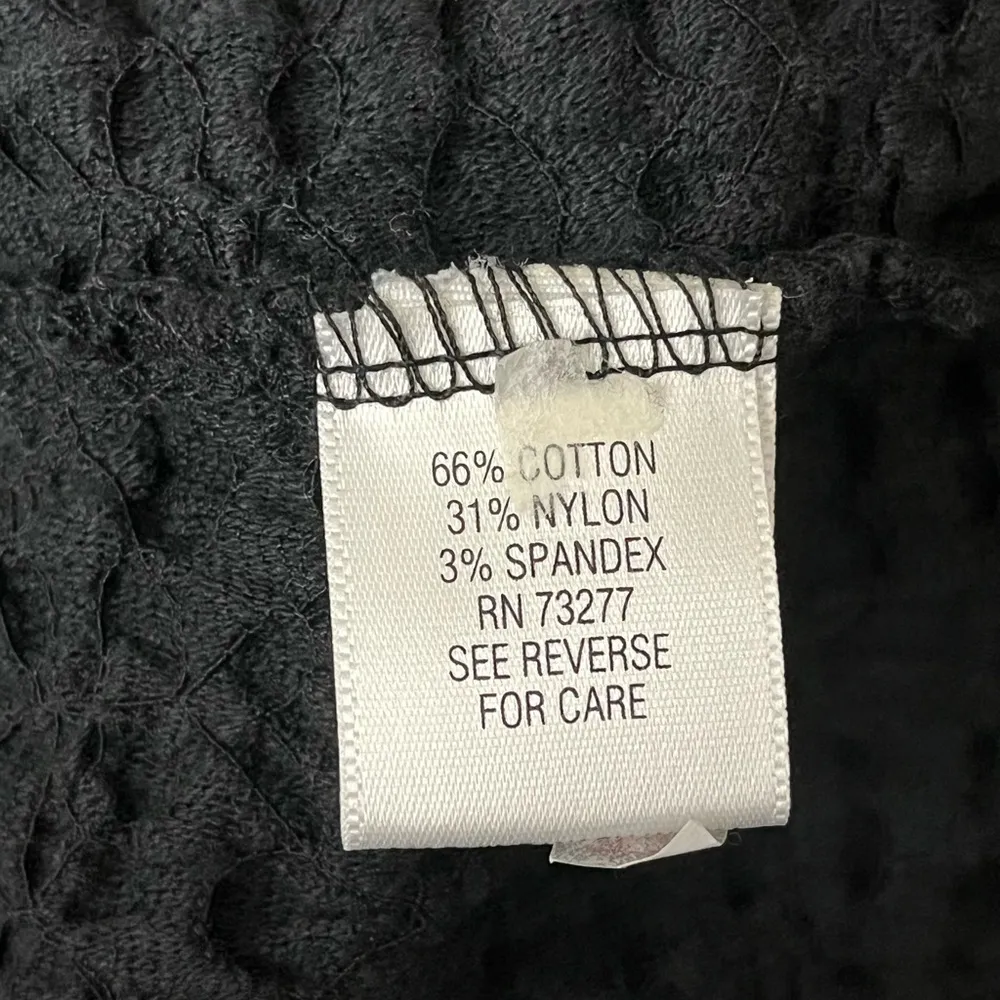 66% COTTON
31% NYLON
3% SPANDEX
RN 73277
SEE REVERSE
FOR CARE